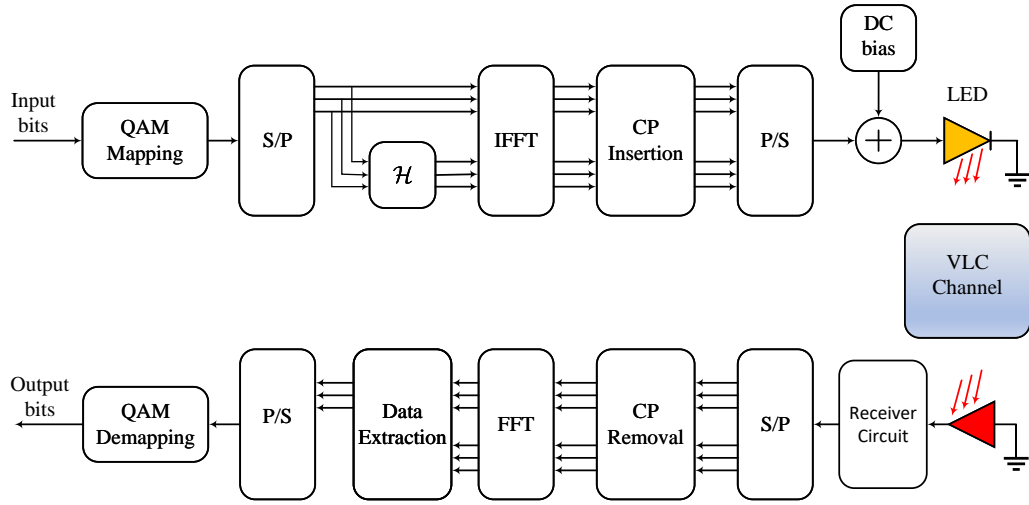 DC
bias
Input
bits
QAM
Mapping
S/P
ℋ
IFFT
CP
Insertion
P/S
LED
VLC
Channel
Output
bits
QAM
Demapping
P/S
Data
Extraction
FFT
CP
Removal
S/P
Receiver
Circuit